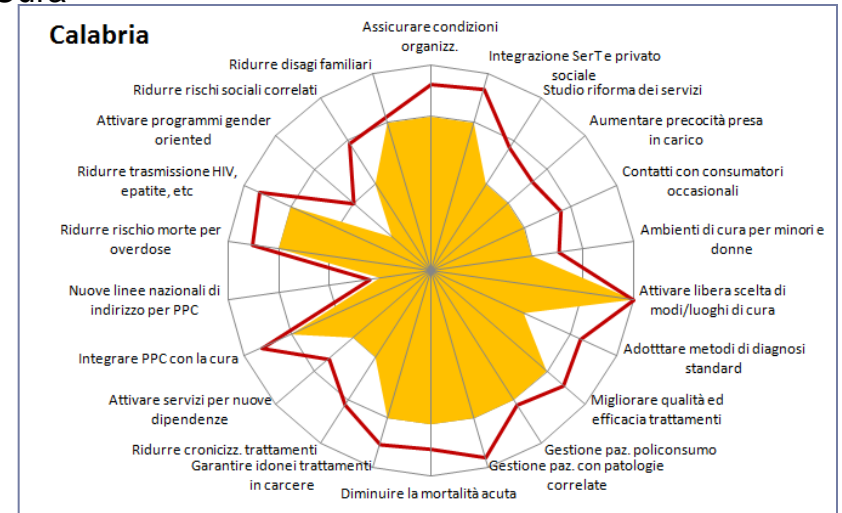 Calabria
Assicurare condizioni
organizz.
Integrazione SerT e privato
sociale
Studio riforma dei servizi
Aumentare precocità presa
in carico
Contatti con consumatori
occasionali
Ambienti di cura per minori e
donne
Attivare libera scelta di
modi/luoghi di cura
Adotttare metodi di diagnosi
standard
Migliorare qualità ed
efficacia trattamenti
Gestione paz. policonsumo
Gestione paz. con patologie
correlate
Diminuire la mortalità acuta
Garantire idonei trattamenti
in carcere
Ridurre cronicizz. trattamenti
Attivare servizi per nuove
dipendenze
Integrare PPC con la cura
Nuove linee nazionali di
indirizzo per PPC
Ridurre rischio morte per
overdose
Ridurre trasmissione HIV,
epatite, etc
Attivare programmi gender
oriented
Ridurre rischi sociali correlati
Ridurre disagi familiari